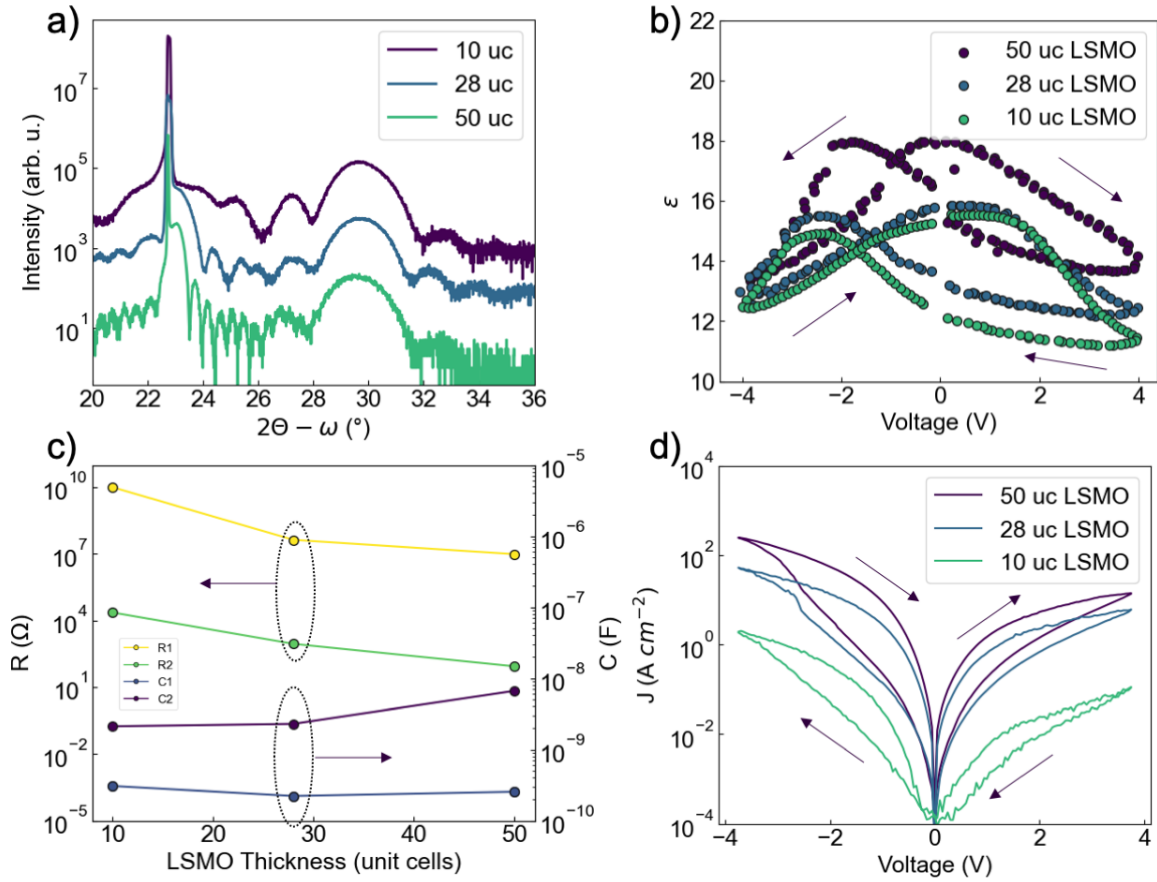 a)
Intensity (arb. u.)
10⁷
10⁵
10³
10¹
10 uc
28 uc
50 uc
20 22 24 26 28 30 32 34 36
2Θ − ω (°)
b)
ε
22
20
18
16
14
12
10
50 uc LSMO
28 uc LSMO
10 uc LSMO
−4 −2 0 2 4
Voltage (V)
c)
R (Ω)
10¹⁰
10⁷
10⁴
10¹
10⁻²
10⁻⁵
R1
R2
C1
C2
10⁻⁵
10⁻⁶
10⁻⁷
10⁻⁸
10⁻⁹
10⁻¹⁰
C (F)
10 20 30 40 50
LSMO Thickness (unit cells)
d)
J (A cm⁻²)
10⁴
10²
10⁰
10⁻²
10⁻⁴
50 uc LSMO
28 uc LSMO
10 uc LSMO
−4 −2 0 2 4
Voltage (V)